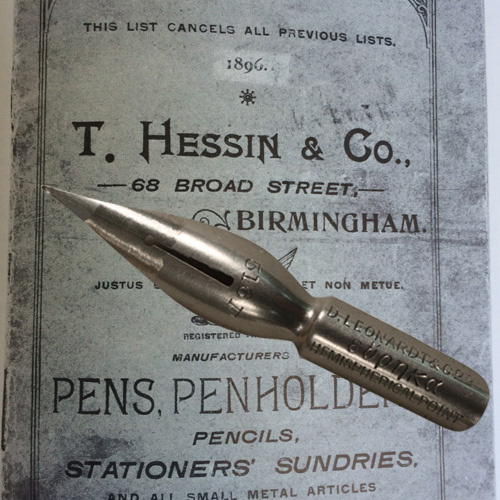 THIS LIST CANCELS ALL PREVIOUS LISTS.
1896.
T. HESSIN & CO.,
68 BROAD STREET,
BIRMINGHAM.
JUSTUS ET NON METUE.
REGISTERED
MANUFACTURERS
PENS, PENHOLDE
PENCILS,
STATIONERS' SUNDRIES,
AND ALL SMALL METAL ARTICLES
D. LEONARDT & CO.
HEMISPHERICAL POINT